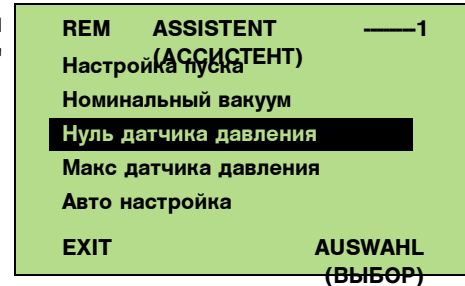 REM ASSISTENT -------1
(АССИСТЕНТ)
Настройка пуска
Номинальный вакуум
Нуль датчика давления
Макс датчика давления
Авто настройка
EXIT AUSWAHL
(ВЫБОР)